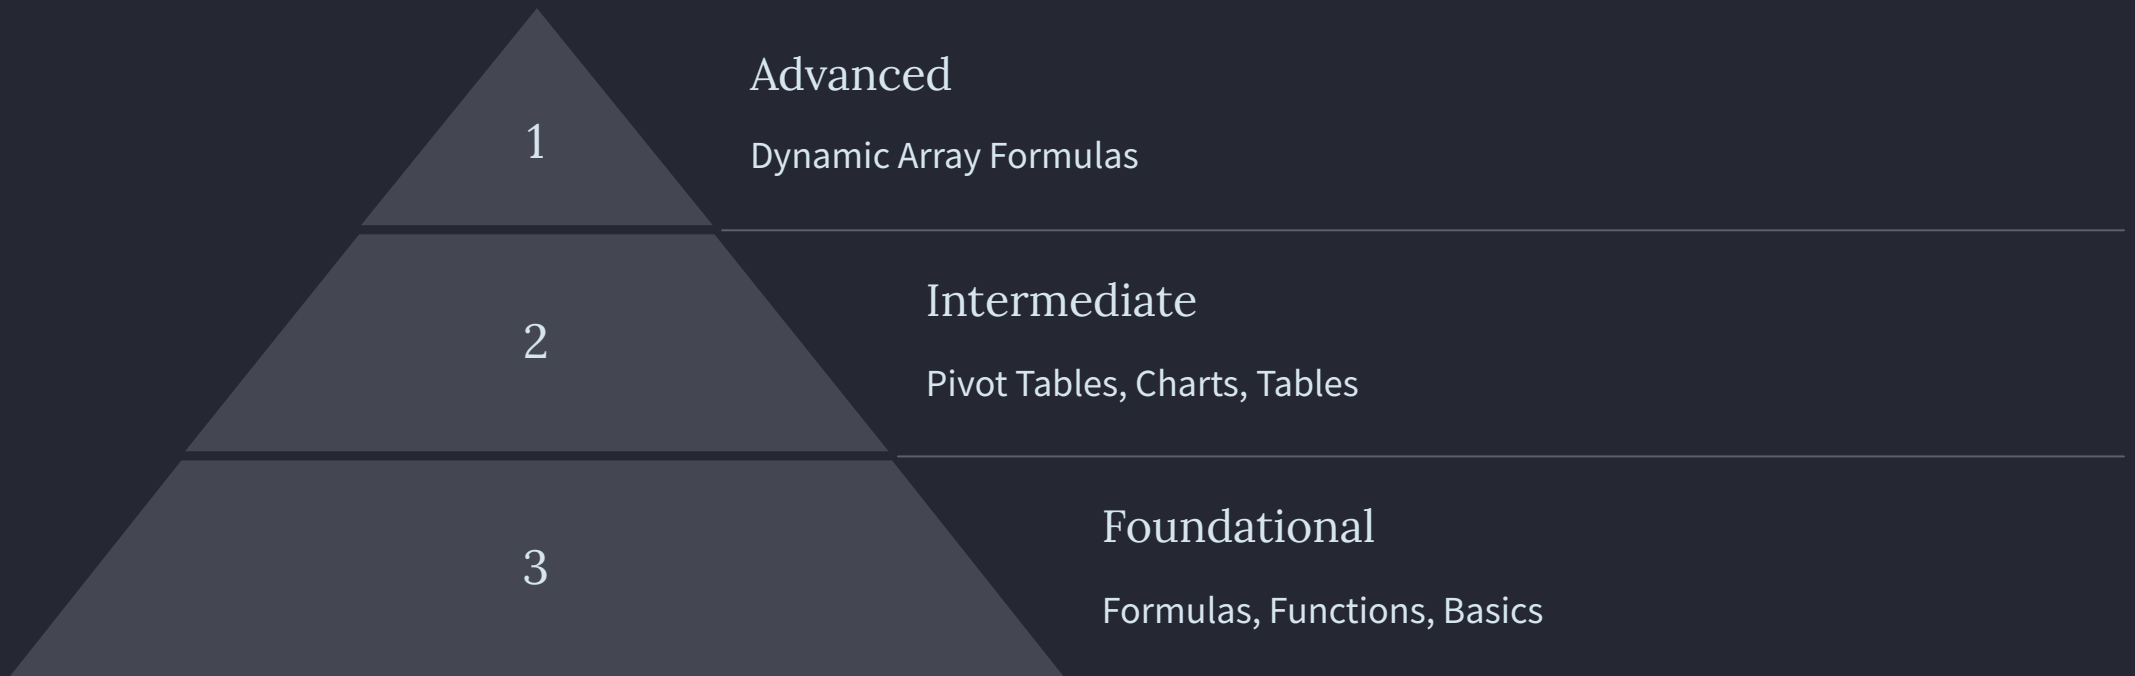 1
Advanced
Dynamic Array Formulas
2
Intermediate
Pivot Tables, Charts, Tables
3
Foundational
Formulas, Functions, Basics